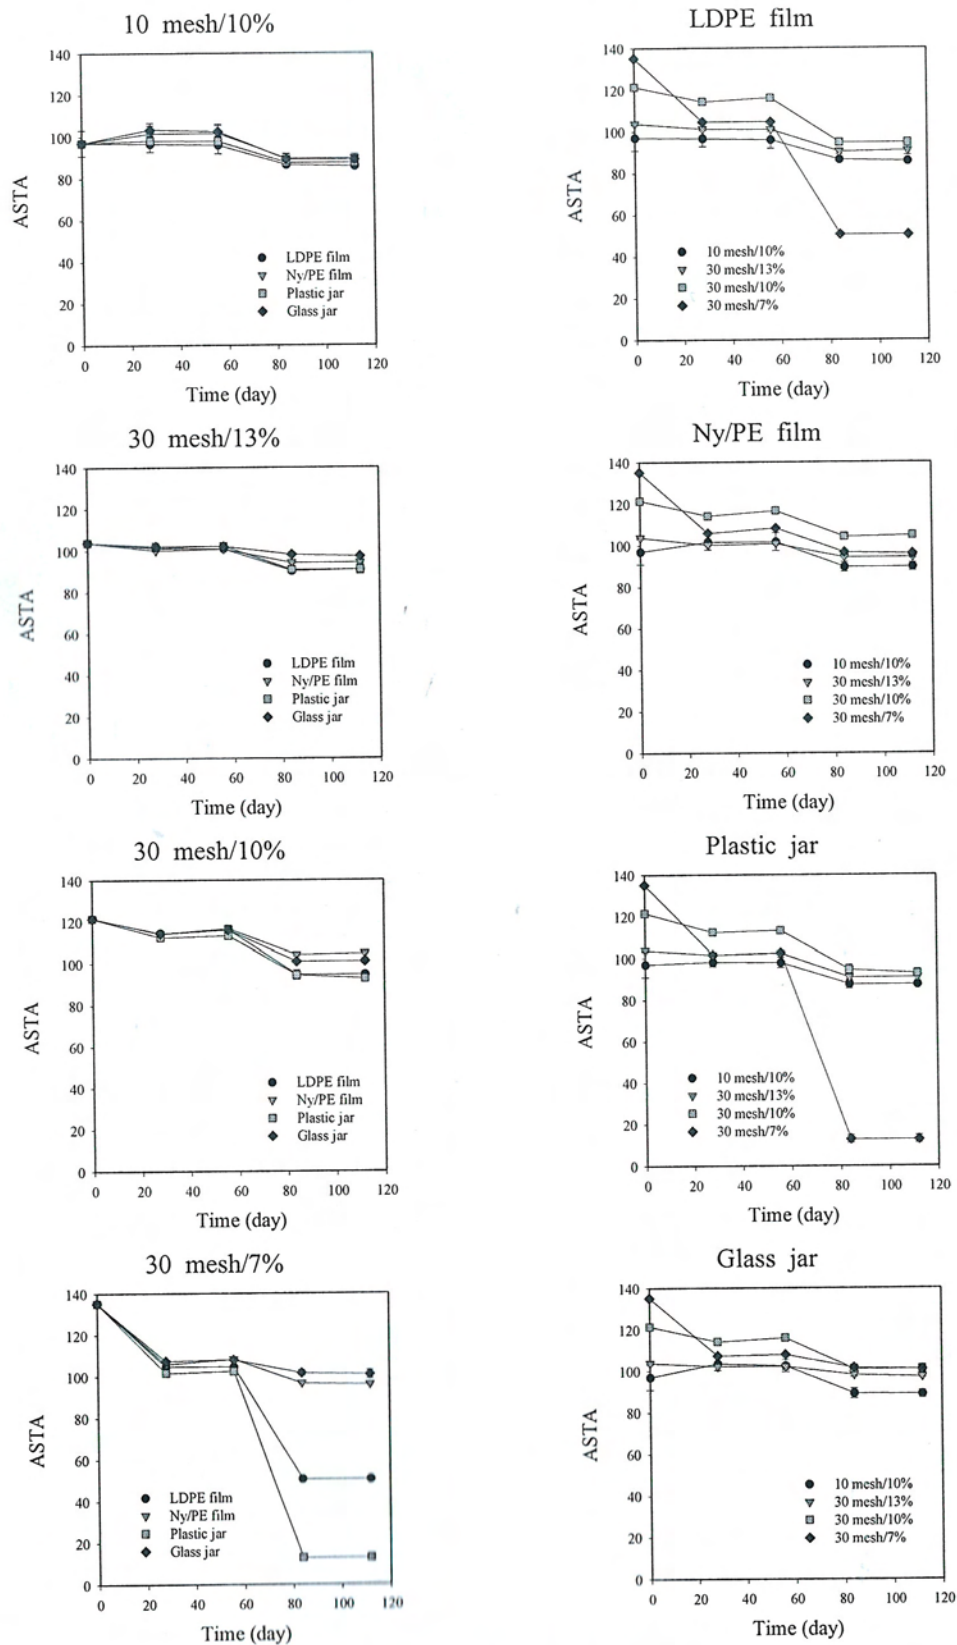 10 mesh/10%
140
120
100
80
60
40
20
0
ASTA
LDPE film
Ny/PE film
Plastic jar
Glass jar
0 20 40 60 80 100 120
Time (day)
LDPE film
140
120
100
80
60
40
20
0
ASTA
10 mesh/10%
30 mesh/13%
30 mesh/10%
30 mesh/7%
0 20 40 60 80 100 120
Time (day)
30 mesh/13%
140
120
100
80
60
40
20
0
ASTA
LDPE film
Ny/PE film
Plastic jar
Glass jar
0 20 40 60 80 100 120
Time (day)
Ny/PE film
140
120
100
80
60
40
20
0
ASTA
10 mesh/10%
30 mesh/13%
30 mesh/10%
30 mesh/7%
0 20 40 60 80 100 120
Time (day)
30 mesh/10%
140
120
100
80
60
40
20
0
ASTA
LDPE film
Ny/PE film
Plastic jar
Glass jar
0 20 40 60 80 100 120
Time (day)
Plastic jar
140
120
100
80
60
40
20
0
ASTA
10 mesh/10%
30 mesh/13%
30 mesh/10%
30 mesh/7%
0 20 40 60 80 100 120
Time (day)
30 mesh/7%
140
120
100
80
60
40
20
0
ASTA
LDPE film
Ny/PE film
Plastic jar
Glass jar
0 20 40 60 80 100 120
Time (day)
Glass jar
140
120
100
80
60
40
20
0
ASTA
10 mesh/10%
30 mesh/13%
30 mesh/10%
30 mesh/7%
0 20 40 60 80 100 120
Time (day)